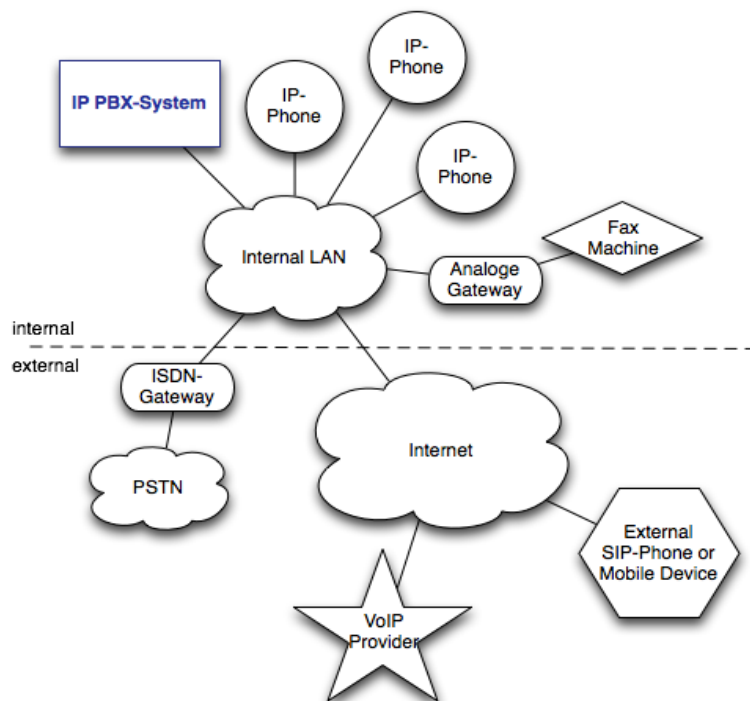 IP-
Phone
IP PBX-System
IP-
Phone
IP-
Phone
Fax
Machine
Internal LAN
Analoge
Gateway
internal
external
ISDN-
Gateway
Internet
PSTN
External
SIP-Phone or
Mobile Device
VoIP
Provider